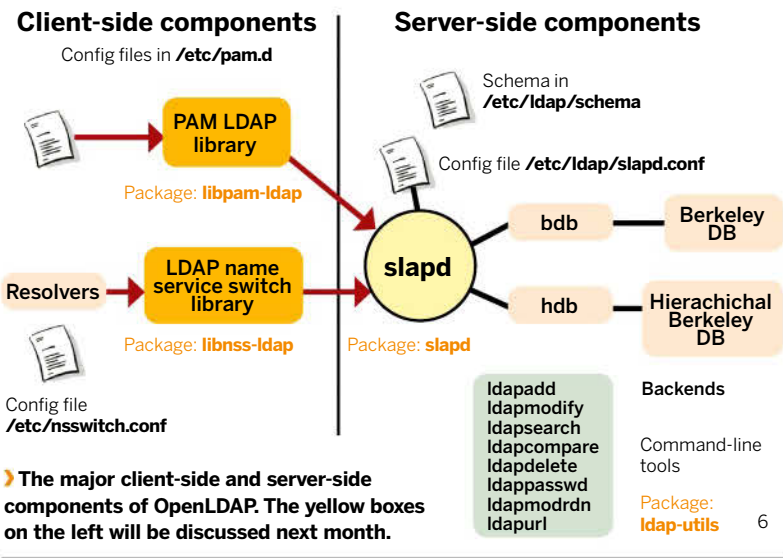 Client-side components
Config files in /etc/pam.d
PAM LDAP
library
Package: libpam-ldap
Resolvers
LDAP name
service switch
library
Package: libnss-ldap
Config file
/etc/nsswitch.conf
❯ The major client-side and server-side
components of OpenLDAP. The yellow boxes
on the left will be discussed next month.
Server-side components
Schema in
/etc/ldap/schema
Config file /etc/ldap/slapd.conf
slapd
Package: slapd
bdb
Berkeley
DB
hdb
Hierachichal
Berkeley
DB
ldapadd
ldapmodify
ldapsearch
ldapcompare
ldapdelete
ldappasswd
ldapmodrdn
ldapurl
Backends
Command-line
tools
Package:
ldap-utils
6